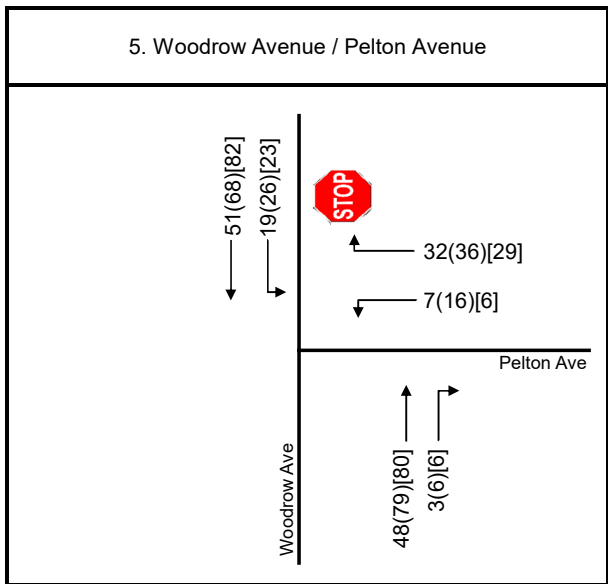 5. Woodrow Avenue / Pelton Avenue
51(68)[82]
19(26)[23]
STOP
32(36)[29]
7(16)[6]
Pelton Ave
Woodrow Ave
48(79)[80]
3(6)[6]